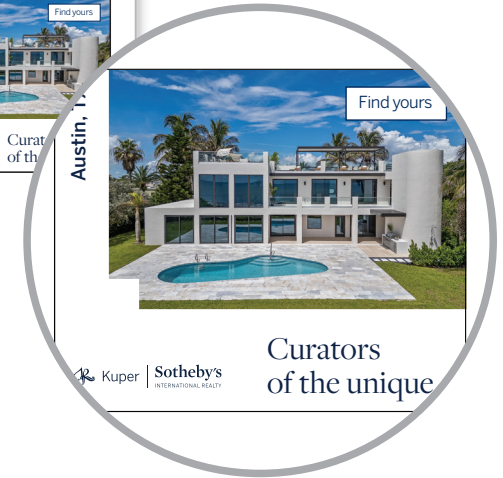 Find yours
Curat
of th
Austin, T
Find yours
Kuper
Sotheby's
INTERNATIONAL REALTY
Curators
of the unique